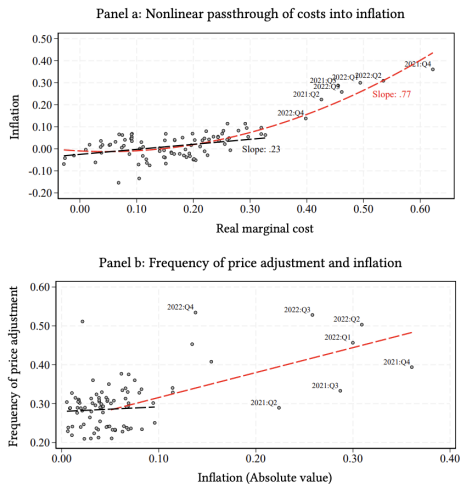 Panel a: Nonlinear passthrough of costs into inflation
0.50
0.40
0.30
0.20
0.10
0.00
-0.10
-0.20
Inflation
2021:Q4
2022:Q1
2022:Q2
2021:Q2
2022:Q4
Slope: .77
Slope: .23
0.00 0.10 0.20 0.30 0.40 0.50 0.60
Real marginal cost
Panel b: Frequency of price adjustment and inflation
0.60
0.50
0.40
0.30
0.20
Frequency of price adjustment
2022:Q4
2022:Q3
2022:Q2
2022:Q1
2021:Q4
2021:Q3
2021:Q2
0.00 0.10 0.20 0.30 0.40
Inflation (Absolute value)